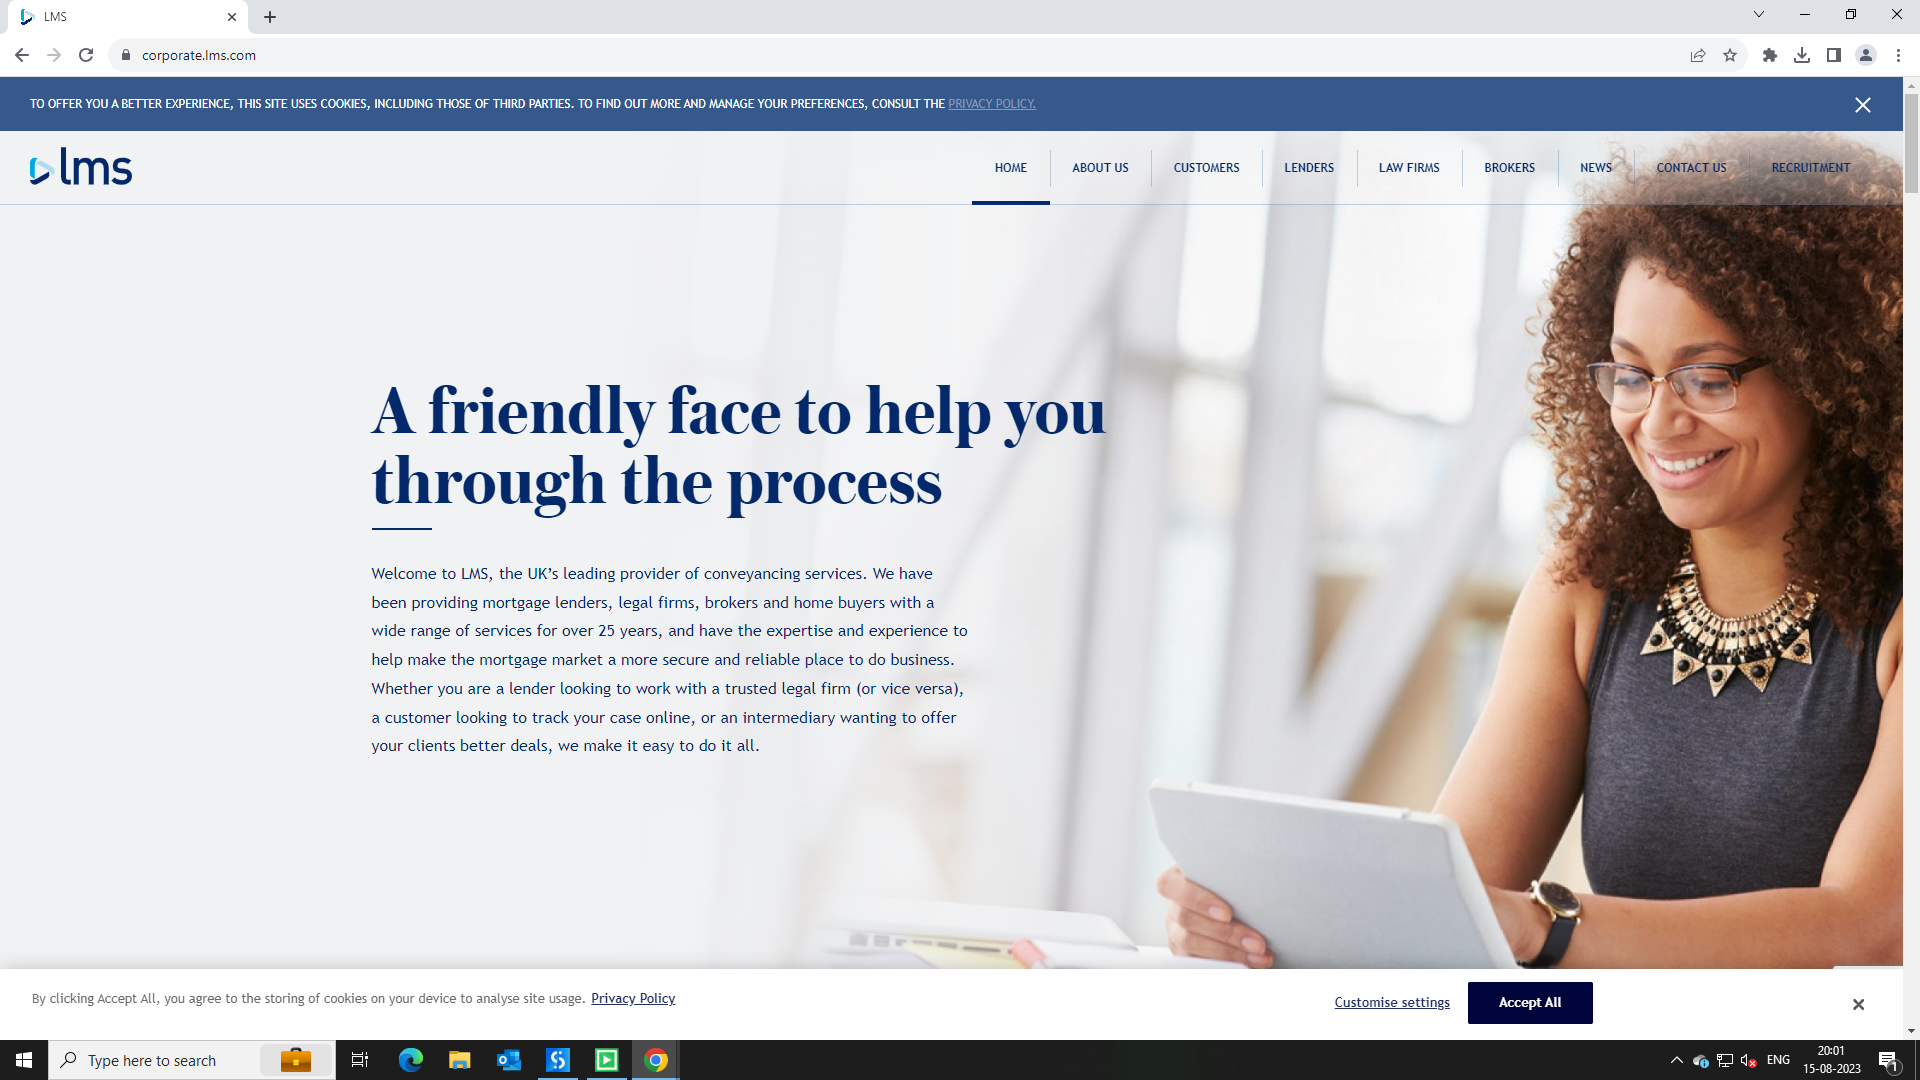 LMS
corporate.lms.com
TO OFFER YOU A BETTER EXPERIENCE, THIS SITE USES COOKIES, INCLUDING THOSE OF THIRD PARTIES. TO FIND OUT MORE AND MANAGE YOUR PREFERENCES, CONSULT THE PRIVACY POLICY.
lms
HOME ABOUT US CUSTOMERS LENDERS LAW FIRMS BROKERS NEWS CONTACT US RECRUITMENT
A friendly face to help you
through the process
Welcome to LMS, the UK’s leading provider of conveyancing services. We have
been providing mortgage lenders, legal firms, brokers and home buyers with a
wide range of services for over 25 years, and have the expertise and experience to
help make the mortgage market a more secure and reliable place to do business.
Whether you are a lender looking to work with a trusted legal firm (or vice versa),
a customer looking to track your case online, or an intermediary wanting to offer
your clients better deals, we make it easy to do it all.
By clicking Accept All, you agree to the storing of cookies on your device to analyse site usage. Privacy Policy
Customise settings
Accept All
Type here to search
ENG
20:01
15-08-2023
1